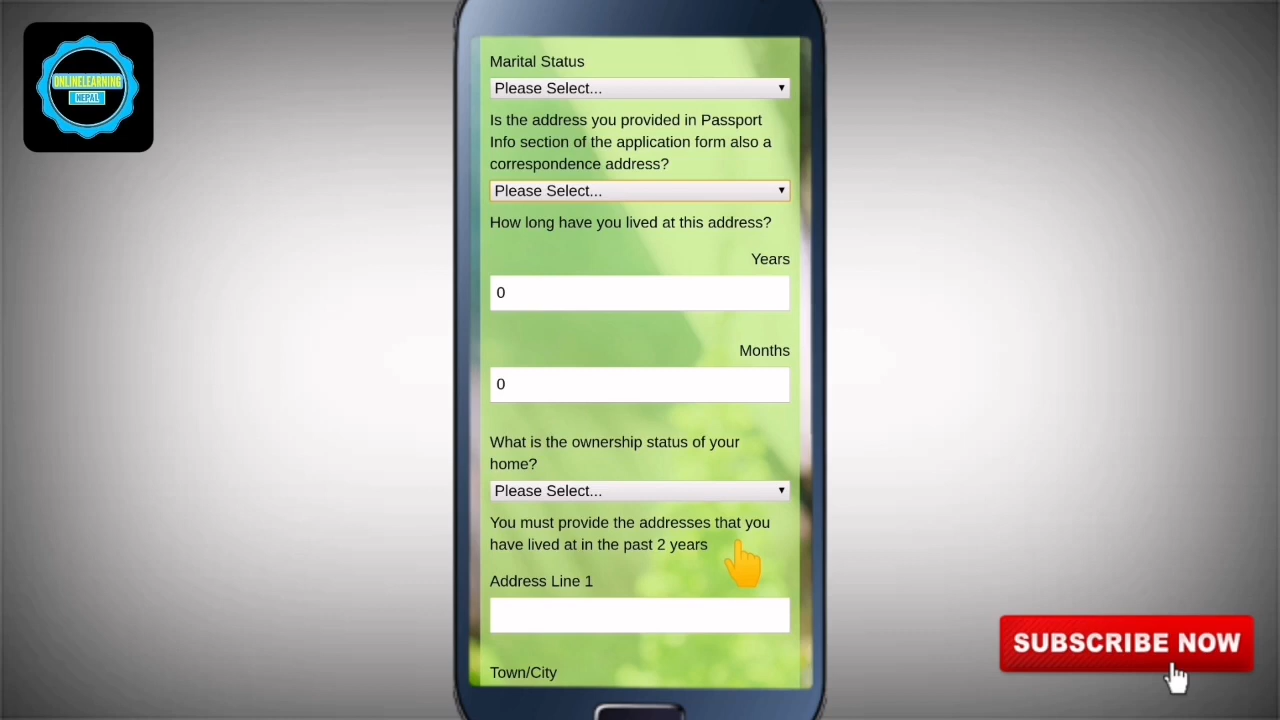 ONLINELEARNING
NEPAL
Marital Status
Please Select...
Is the address you provided in Passport
Info section of the application form also a
correspondence address?
Please Select...
How long have you lived at this address?
Years
0
Months
0
What is the ownership status of your
home?
Please Select...
You must provide the addresses that you
have lived at in the past 2 years
Address Line 1
Town/City
SUBSCRIBE NOW